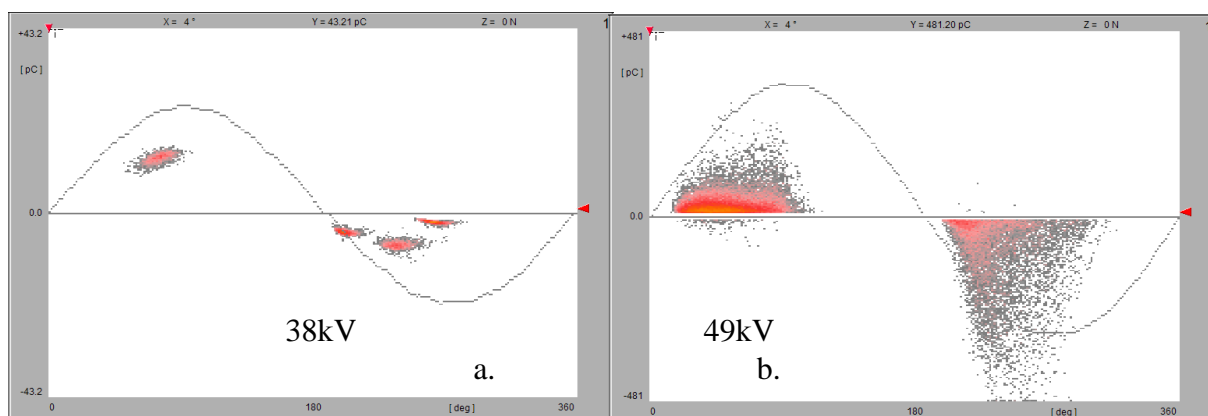 X = 4 ° Y = 43.21 pC Z = 0 N 1
+43.2
[ pC ]
0.0
-43.2
0 180 [ deg ] 360
38kV
a.
X = 4 ° Y = 481.20 pC Z = 0 N
+481
[ pC ]
0.0
-481
0 180 [ deg ] 360
49kV
b.